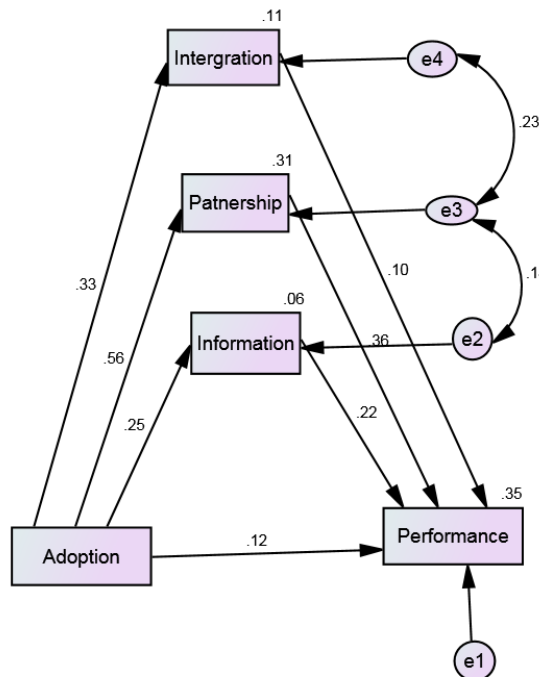 .11
Intergration
e4
.23
.31
Patnership
e3
.10
.33
.06
Information
.36
e2
.56
.25
.22
.35
Adoption
.12
Performance
e1